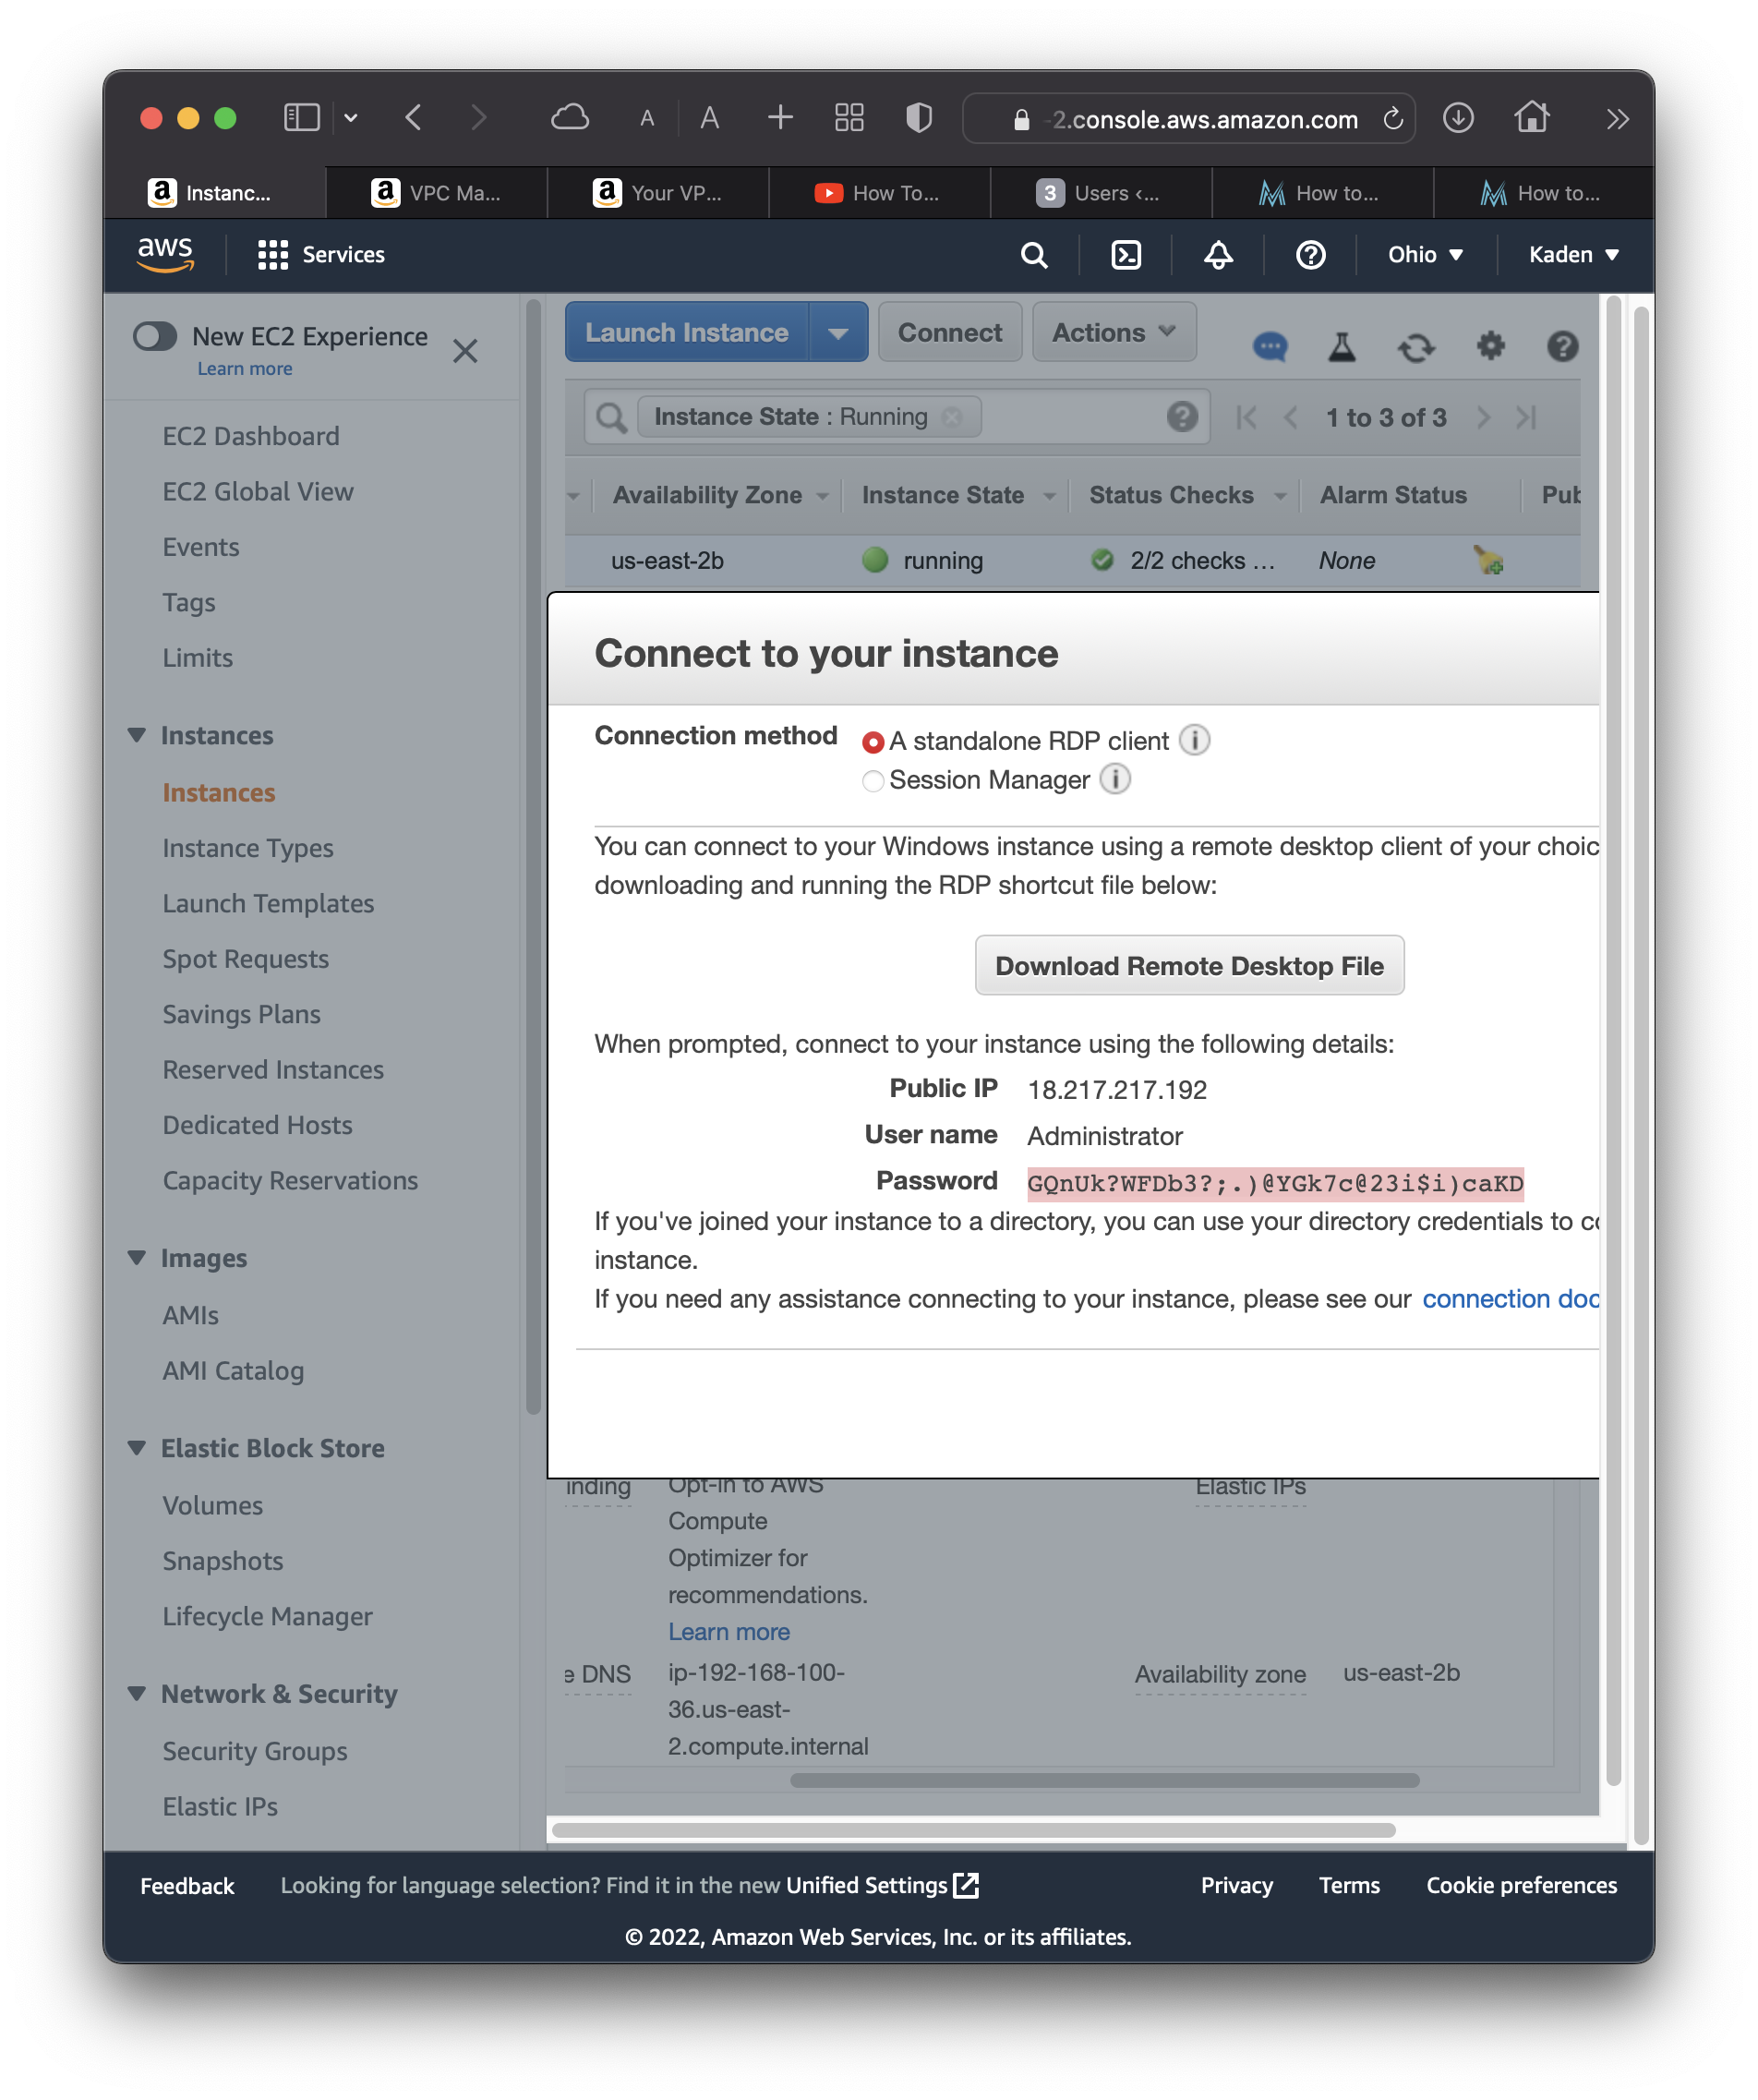 A A -2.console.aws.amazon.com
Instanc... VPC Ma... Your VP... How To... 3 Users ‹... How to... How to...
aws Services Ohio Kaden
New EC2 Experience
Learn more
EC2 Dashboard
EC2 Global View
Events
Tags
Limits
Instances
Instances
Instance Types
Launch Templates
Spot Requests
Savings Plans
Reserved Instances
Dedicated Hosts
Capacity Reservations
Images
AMIs
AMI Catalog
Elastic Block Store
Volumes
Snapshots
Lifecycle Manager
Network & Security
Security Groups
Elastic IPs
Launch Instance Connect Actions
Instance State : Running 1 to 3 of 3
Availability Zone Instance State Status Checks Alarm Status Pub
us-east-2b running 2/2 checks ... None
Connect to your instance
Connection method A standalone RDP client
Session Manager
You can connect to your Windows instance using a remote desktop client of your choic
downloading and running the RDP shortcut file below:
Download Remote Desktop File
When prompted, connect to your instance using the following details:
Public IP 18.217.217.192
User name Administrator
Password GQnUk?WFDb3?;.)@YGk7c@23i$i)caKD
If you've joined your instance to a directory, you can use your directory credentials to co
instance.
If you need any assistance connecting to your instance, please see our connection doc
inding Opt-in to AWS Elastic IPs
Compute
Optimizer for
recommendations.
Learn more
e DNS ip-192-168-100- Availability zone us-east-2b
36.us-east-
2.compute.internal
Feedback Looking for language selection? Find it in the new Unified Settings Privacy Terms Cookie preferences
© 2022, Amazon Web Services, Inc. or its affiliates.